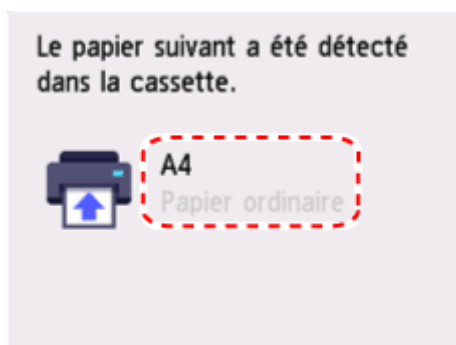 Le papier suivant a été détecté
dans la cassette.
A4
Papier ordinaire